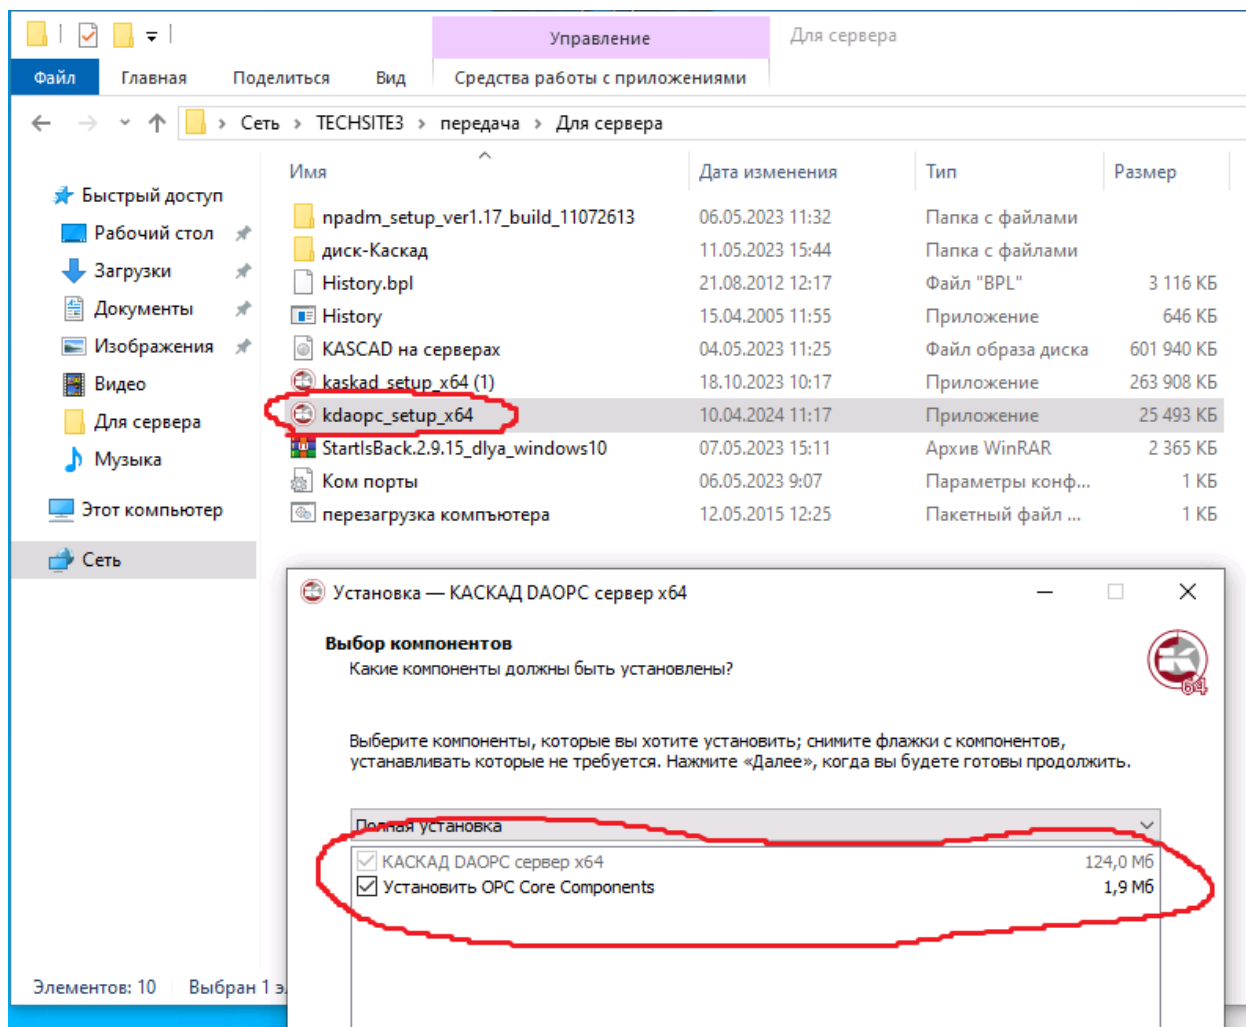 Управление Для сервера
Файл Главная Поделиться Вид Средства работы с приложениями
Сеть TECHSITE3 передача Для сервера
Имя Дата изменения Тип Размер
Быстрый доступ
Рабочий стол
Загрузки
Документы
Изображения
Видео
Для сервера
Музыка
Этот компьютер
Сеть
npadm_setup_ver1.17_build_11072613 06.05.2023 11:32 Папка с файлами
диск-Каскад 11.05.2023 15:44 Папка с файлами
History.bpl 21.08.2012 12:17 Файл "BPL" 3 116 КБ
History 15.04.2005 11:55 Приложение 646 КБ
KASCAD на серверах 04.05.2023 11:25 Файл образа диска 601 940 КБ
kaskad_setup_x64 (1) 18.10.2023 10:17 Приложение 263 908 КБ
kdaopc_setup_x64 10.04.2024 11:17 Приложение 25 493 КБ
StartIsBack.2.9.15_dlya_windows10 07.05.2023 15:11 Архив WinRAR 2 365 КБ
Ком порты 06.05.2023 9:07 Параметры конф... 1 КБ
перезагрузка компъютера 12.05.2015 12:25 Пакетный файл ... 1 КБ
Установка — КАСКАД DAOPC сервер x64
Выбор компонентов
Какие компоненты должны быть установлены?
64
Выберите компоненты, которые вы хотите установить; снимите флажки с компонентов,
устанавливать которые не требуется. Нажмите «Далее», когда вы будете готовы продолжить.
Полная установка
КАСКАД DAOPC сервер x64 124,0 Мб
Установить OPC Core Components 1,9 Мб
Элементов: 10 Выбран 1 э